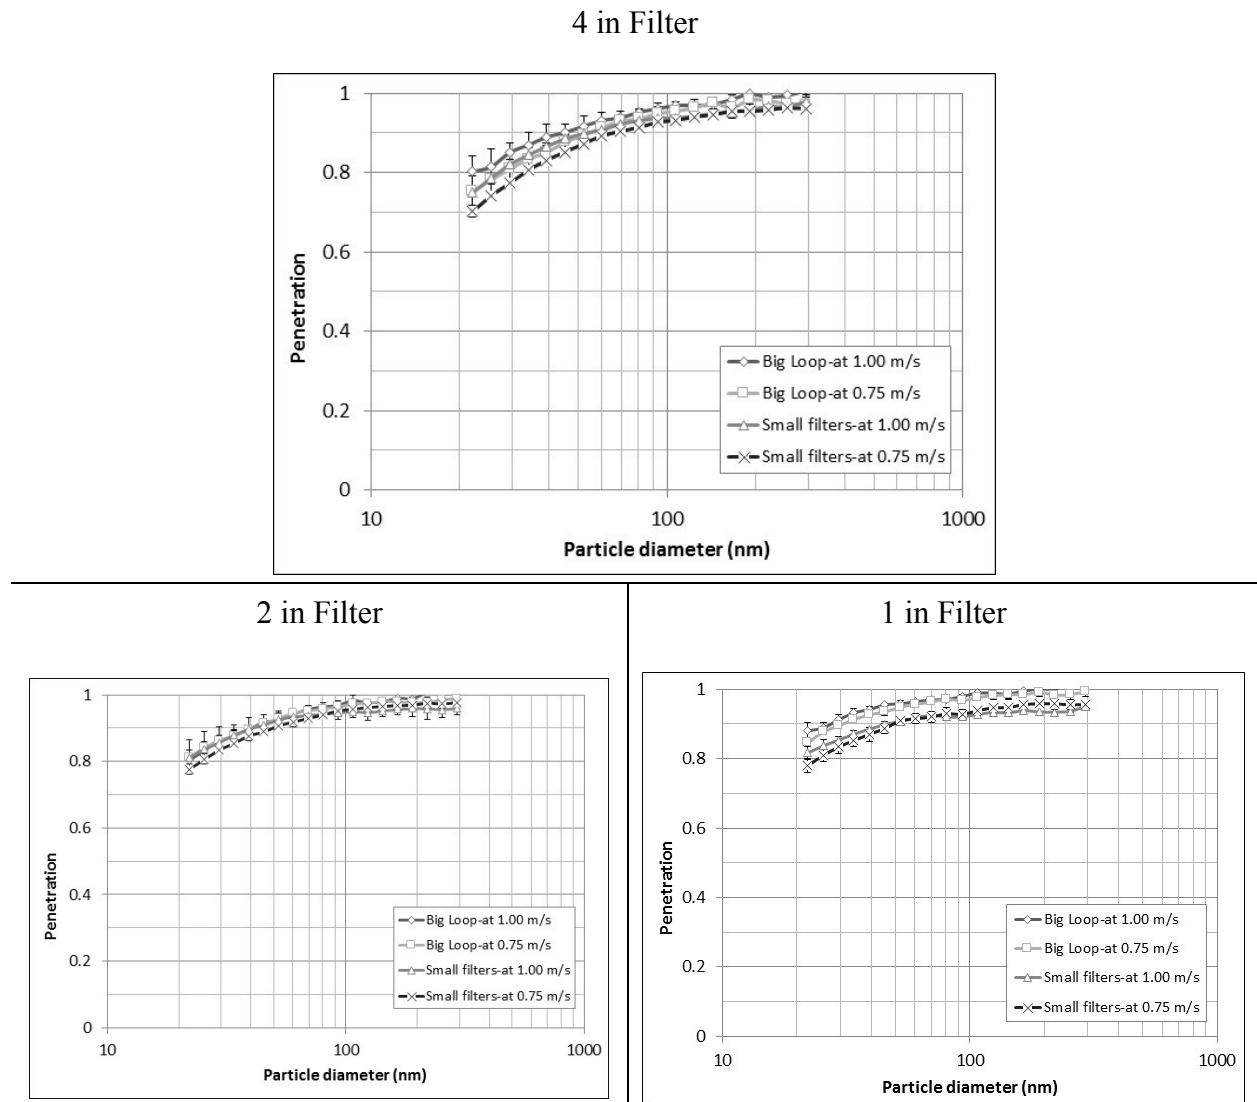 4 in Filter
1
0.8
0.6
0.4
0.2
0
Penetration
10
100
1000
Particle diameter (nm)
Big Loop-at 1.00 m/s
Big Loop-at 0.75 m/s
Small filters-at 1.00 m/s
Small filters-at 0.75 m/s
2 in Filter
1
0.8
0.6
0.4
0.2
0
Penetration
10
100
1000
Particle diameter (nm)
Big Loop-at 1.00 m/s
Big Loop-at 0.75 m/s
Small filters-at 1.00 m/s
Small filters-at 0.75 m/s
1 in Filter
1
0.8
0.6
0.4
0.2
0
Penetration
10
100
1000
Particle diameter (nm)
Big Loop-at 1.00 m/s
Big Loop-at 0.75 m/s
Small filters-at 1.00 m/s
Small filters-at 0.75 m/s